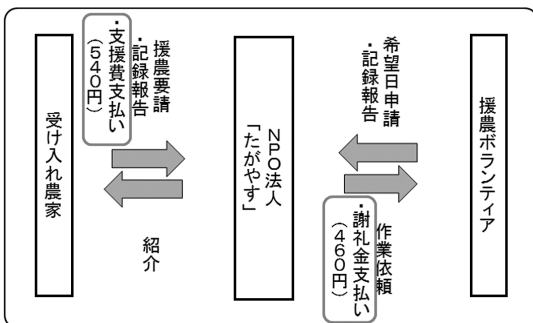 受け入れ農家
援農要請
・記録報告
・支援費支払い
(540円)
紹介
NPO法人
「たがやす」
希望日申請
・記録報告
作業依頼
・謝礼金支払い
(460円)
援農ボランティア